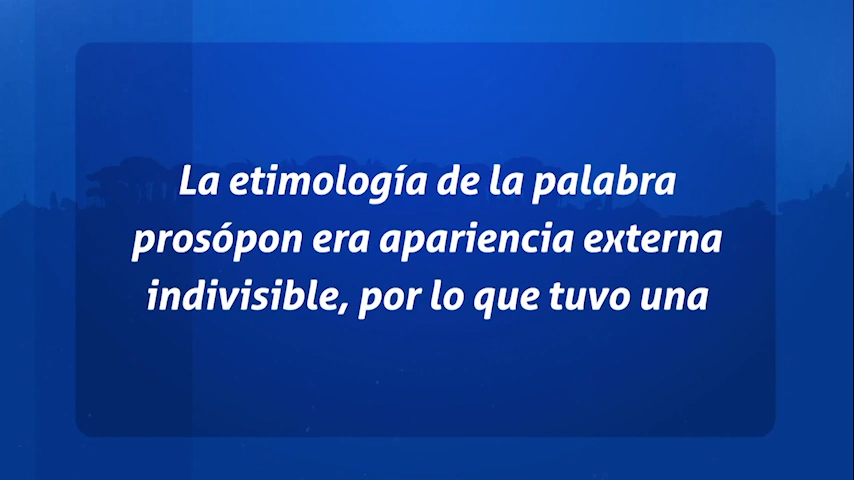 La etimología de la palabra
prosópon era apariencia externa
indivisible, por lo que tuvo una